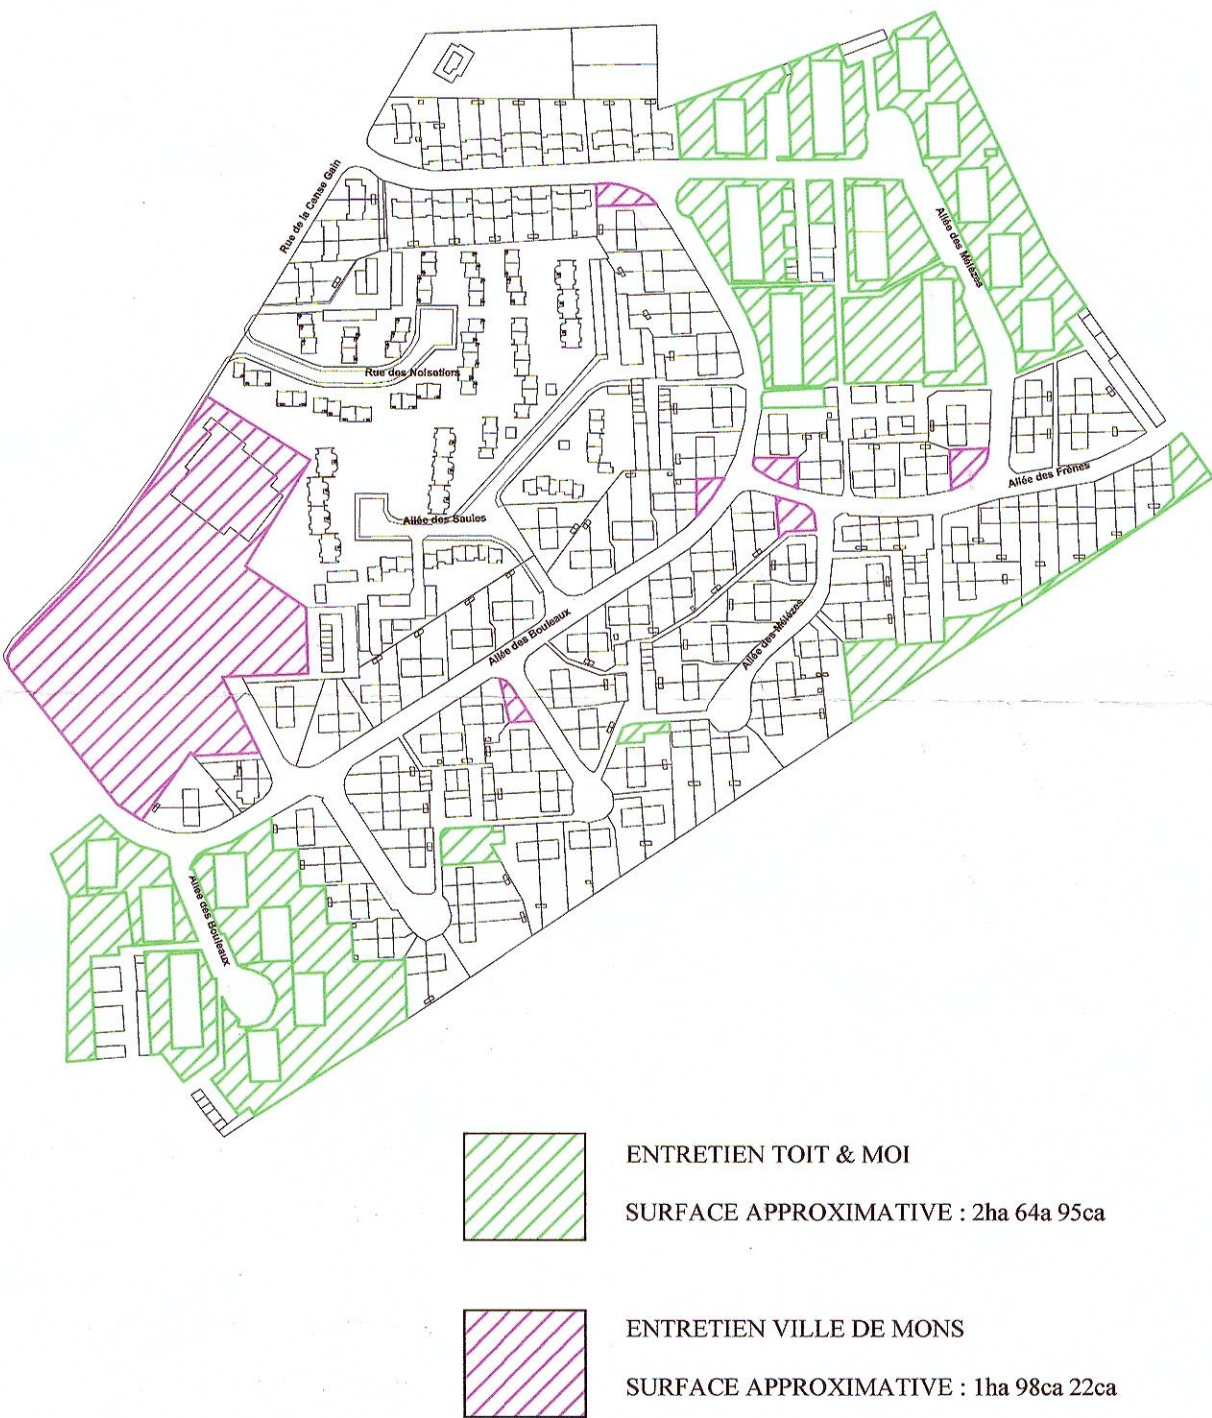 Rue de la Cense Gain
Allée des Mélèzes
Rue des Noisetiers
Allée des Frênes
Allée des Saules
Allée des Bouleaux
Allée des Mélèzes
Allée des Bouleaux
ENTRETIEN TOIT & MOI
SURFACE APPROXIMATIVE : 2ha 64a 95ca
ENTRETIEN VILLE DE MONS
SURFACE APPROXIMATIVE : 1ha 98ca 22ca